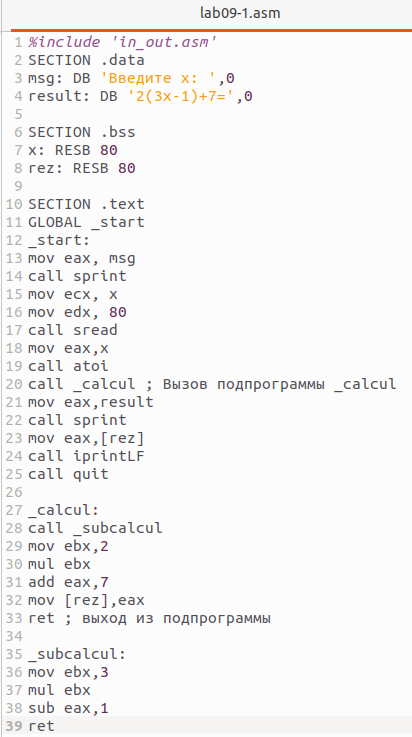 lab09-1.asm
1 %include 'in_out.asm'
2 SECTION .data
3 msg: DB 'Введите x: ',0
4 result: DB '2(3x-1)+7=',0
5
6 SECTION .bss
7 x: RESB 80
8 rez: RESB 80
9
10 SECTION .text
11 GLOBAL _start
12 _start:
13 mov eax, msg
14 call sprint
15 mov ecx, x
16 mov edx, 80
17 call sread
18 mov eax,x
19 call atoi
20 call _calcul ; Вызов подпрограммы _calcul
21 mov eax,result
22 call sprint
23 mov eax,[rez]
24 call iprintLF
25 call quit
26
27 _calcul:
28 call _subcalcul
29 mov ebx,2
30 mul ebx
31 add eax,7
32 mov [rez],eax
33 ret ; выход из подпрограммы
34
35 _subcalcul:
36 mov ebx,3
37 mul ebx
38 sub eax,1
39 ret